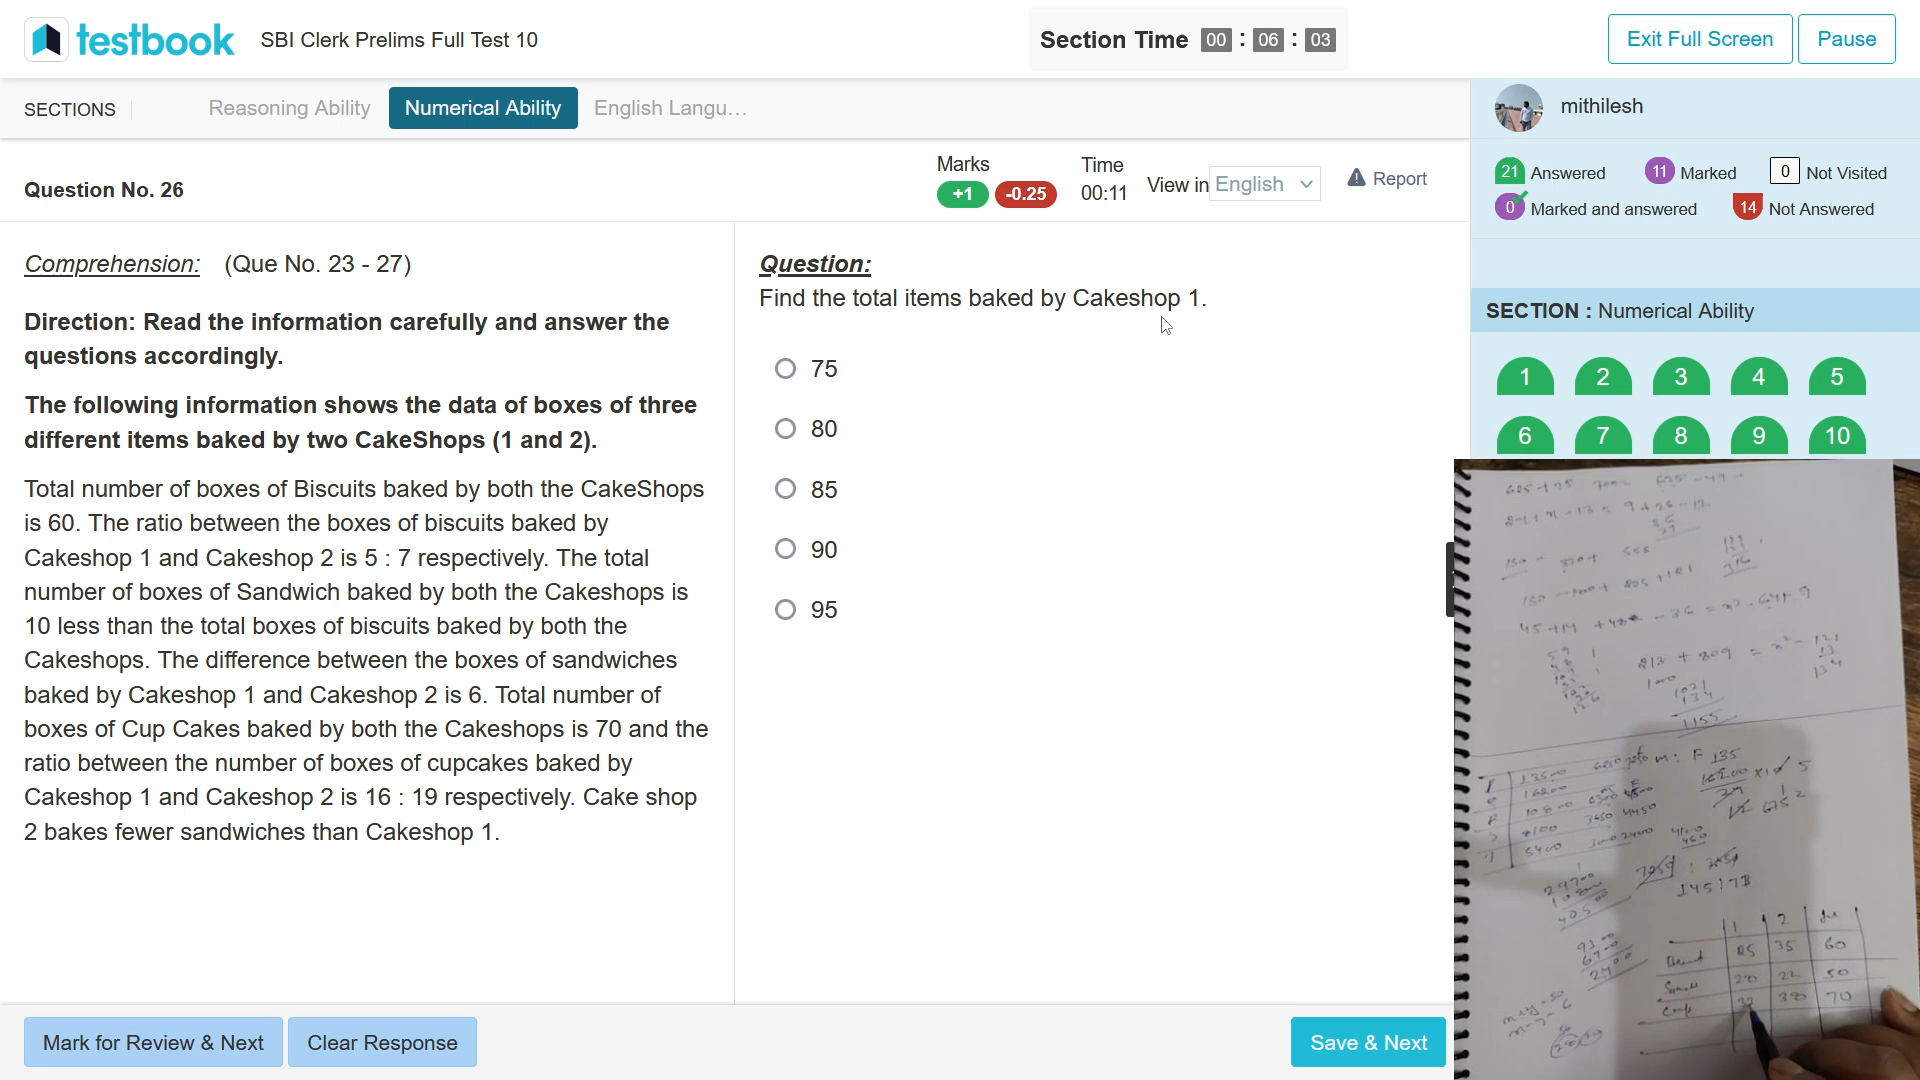 testbook
SBI Clerk Prelims Full Test 10
Section Time 00 : 06 : 03
Exit Full Screen
Pause
SECTIONS
Reasoning Ability
Numerical Ability
English Langu...
mithilesh
21 Answered
11 Marked
0 Not Visited
0 Marked and answered
14 Not Answered
Question No. 26
Marks
+1 -0.25
Time
00:11
View in English
Report
Comprehension: (Que No. 23 - 27)
Direction: Read the information carefully and answer the
questions accordingly.
The following information shows the data of boxes of three
different items baked by two CakeShops (1 and 2).
Total number of boxes of Biscuits baked by both the CakeShops
is 60. The ratio between the boxes of biscuits baked by
Cakeshop 1 and Cakeshop 2 is 5 : 7 respectively. The total
number of boxes of Sandwich baked by both the Cakeshops is
10 less than the total boxes of biscuits baked by both the
Cakeshops. The difference between the boxes of sandwiches
baked by Cakeshop 1 and Cakeshop 2 is 6. Total number of
boxes of Cup Cakes baked by both the Cakeshops is 70 and the
ratio between the number of boxes of cupcakes baked by
Cakeshop 1 and Cakeshop 2 is 16 : 19 respectively. Cake shop
2 bakes fewer sandwiches than Cakeshop 1.
Question:
Find the total items baked by Cakeshop 1.
75
80
85
90
95
SECTION : Numerical Ability
1 2 3 4 5
6 7 8 9 10
1 2
25 35 60
28 22 50
32 38 70
Mark for Review & Next
Clear Response
Save & Next